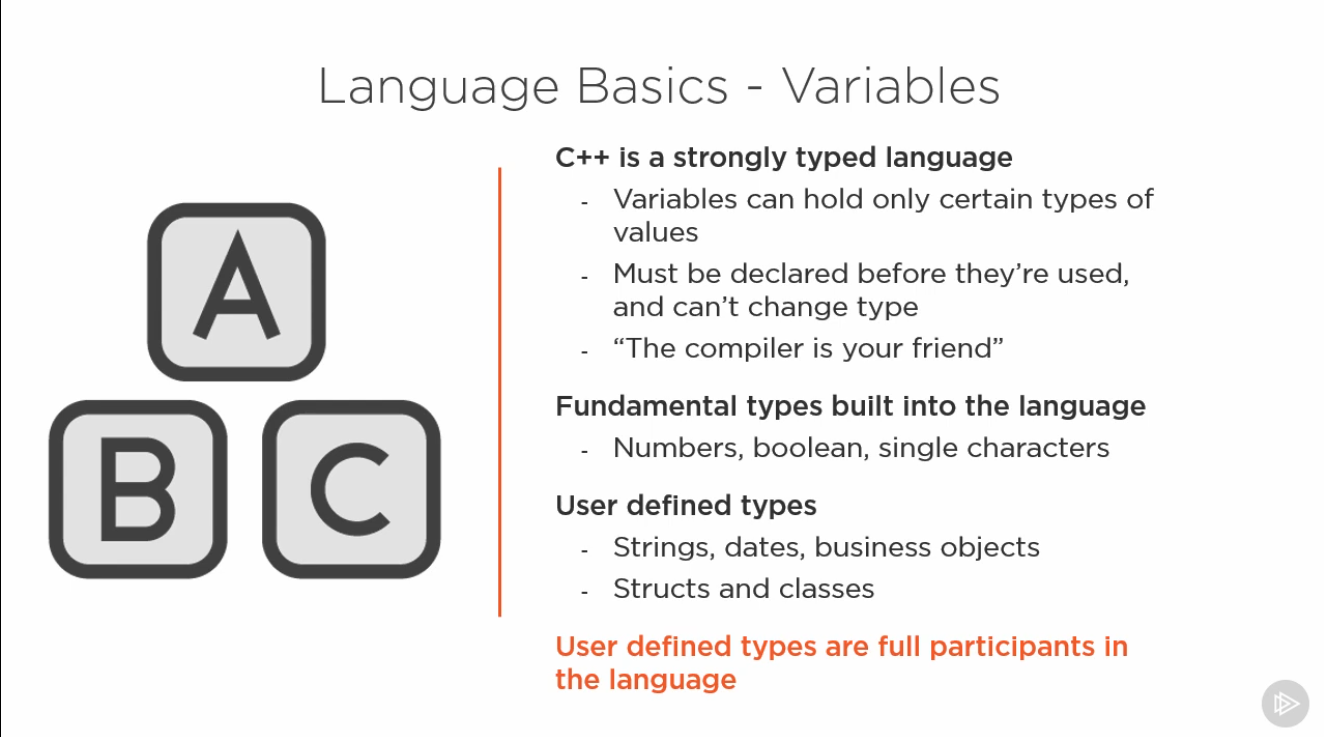 Language Basics - Variables
A
B
C
C++ is a strongly typed language
- Variables can hold only certain types of
values
- Must be declared before they’re used,
and can’t change type
- “The compiler is your friend”
Fundamental types built into the language
- Numbers, boolean, single characters
User defined types
- Strings, dates, business objects
- Structs and classes
User defined types are full participants in
the language